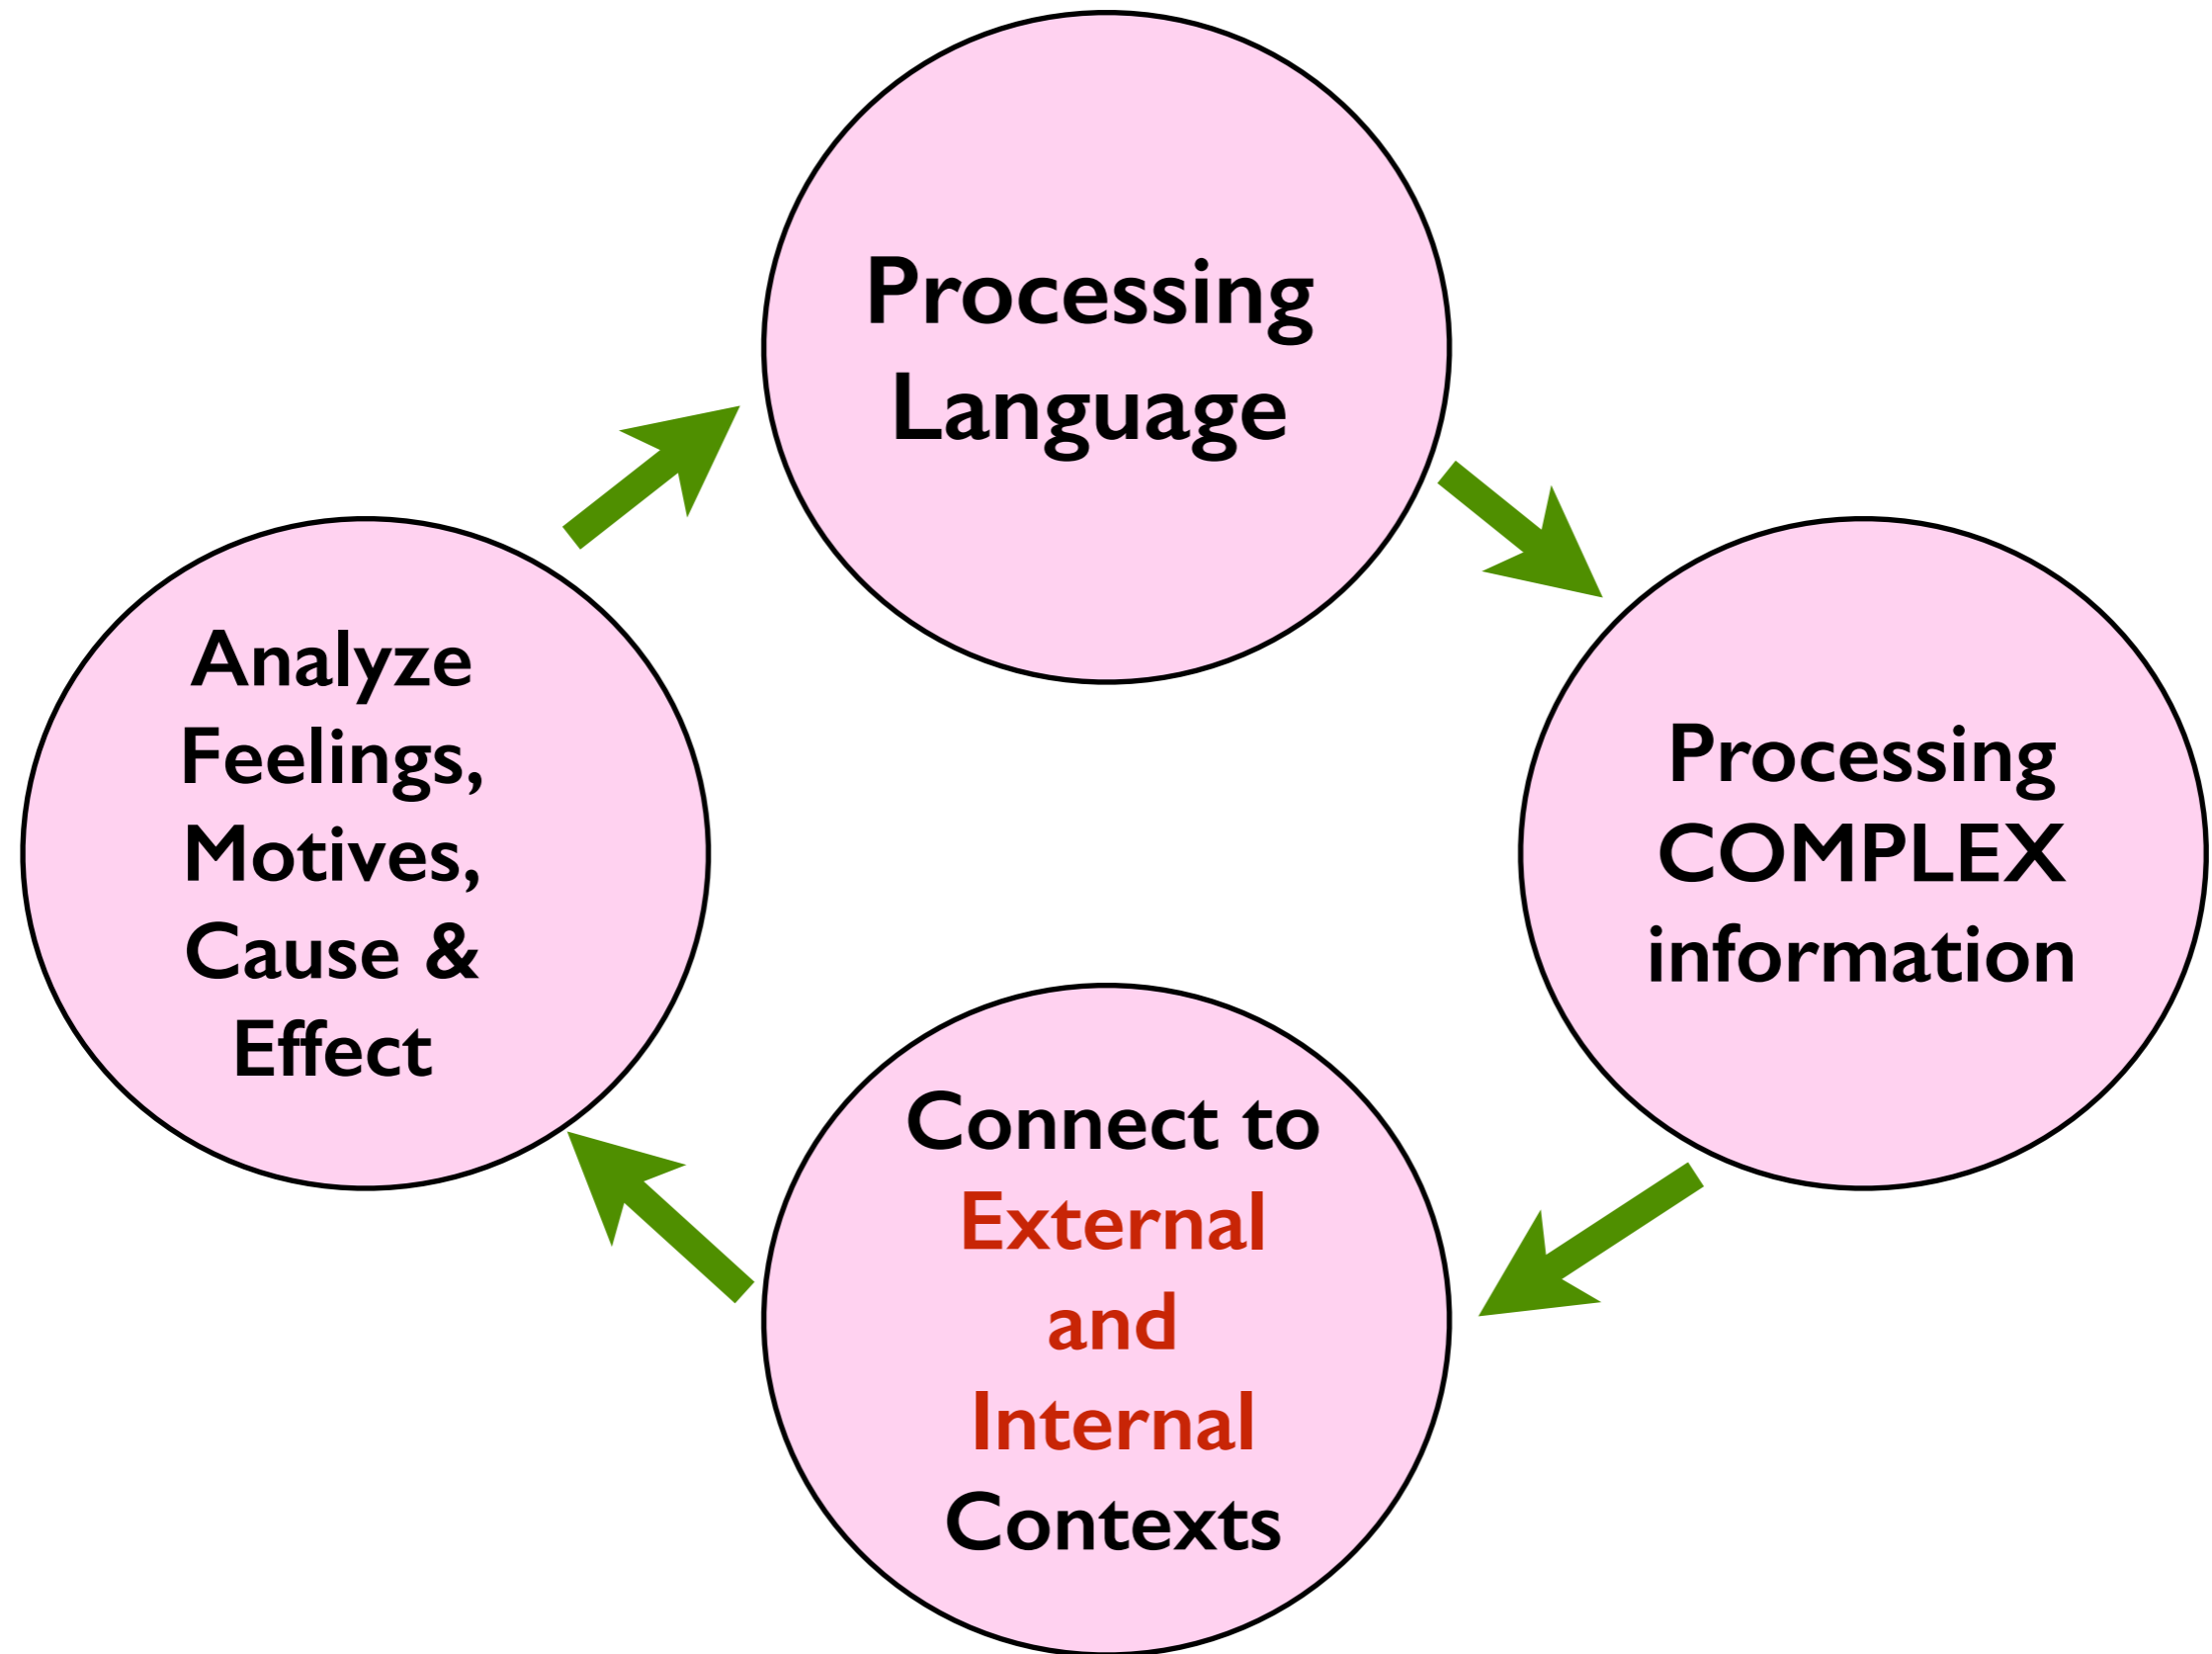 Processing
Language
Processing
COMPLEX
information
Connect to
External
and
Internal
Contexts
Analyze
Feelings,
Motives,
Cause &
Effect